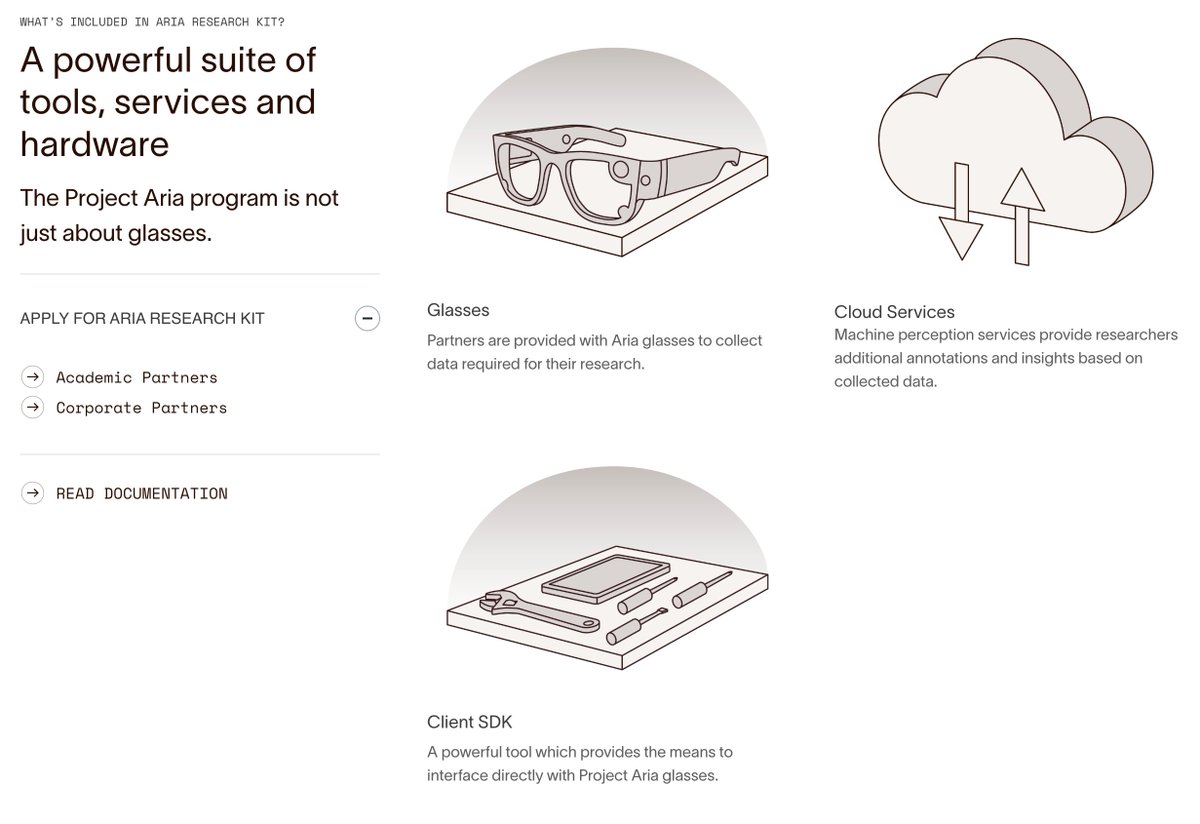 WHAT'S INCLUDED IN ARIA RESEARCH KIT?
A powerful suite of
tools, services and
hardware
The Project Aria program is not
just about glasses.
APPLY FOR ARIA RESEARCH KIT
Academic Partners
Corporate Partners
READ DOCUMENTATION
Glasses
Partners are provided with Aria glasses to collect
data required for their research.
Cloud Services
Machine perception services provide researchers
additional annotations and insights based on
collected data.
Client SDK
A powerful tool which provides the means to
interface directly with Project Aria glasses.